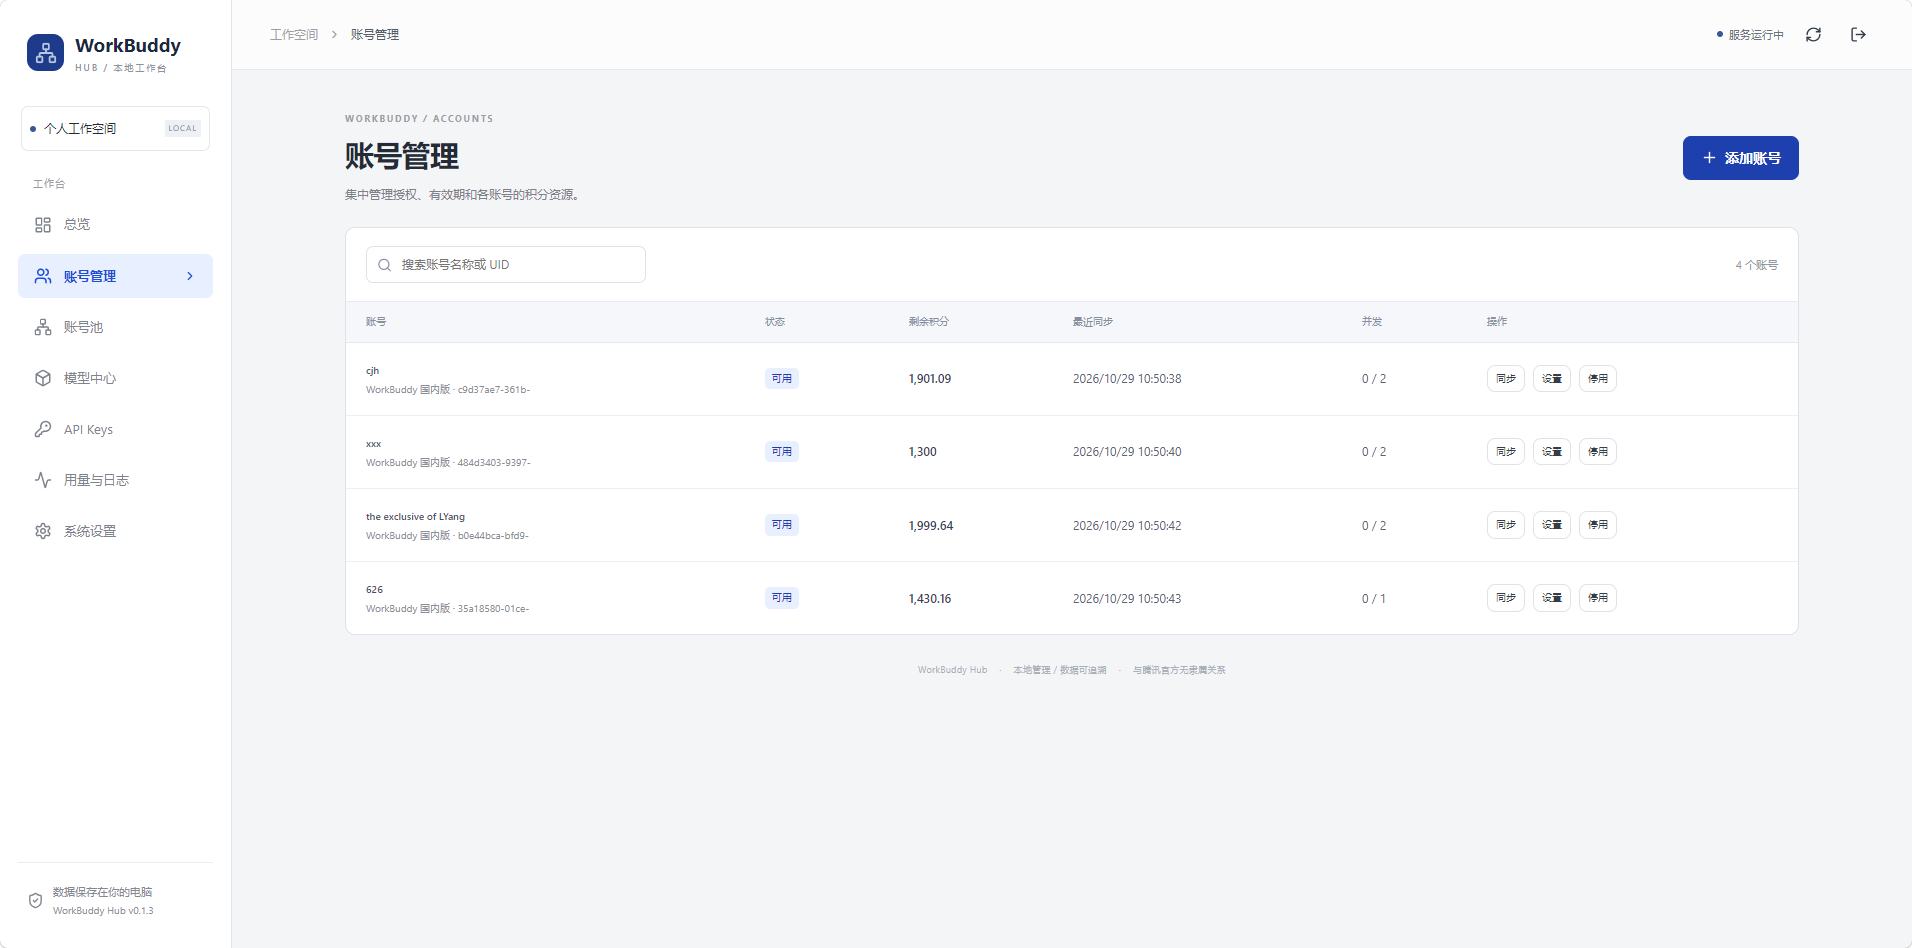 WorkBuddy
HUB / 本地工作台
个人工作空间 LOCAL
工作台
总览
账号管理
账号池
模型中心
API Keys
用量与日志
系统设置
数据保存在你的电脑
WorkBuddy Hub v0.1.3
工作空间 > 账号管理
服务运行中
WORKBUDDY / ACCOUNTS
账号管理
集中管理授权、有效期和各账号的积分资源。
+ 添加账号
搜索账号名称或 UID
4 个账号
账号 状态 剩余积分 最近同步 并发 操作
cjh
WorkBuddy 国内版 · c9d37ae7-361b-
可用 1,901.09 2026/10/29 10:50:38 0 / 2 同步 设置 停用
xxx
WorkBuddy 国内版 · 484d3403-9397-
可用 1,300 2026/10/29 10:50:40 0 / 2 同步 设置 停用
the exclusive of LYang
WorkBuddy 国内版 · b0e44bca-bfd9-
可用 1,999.64 2026/10/29 10:50:42 0 / 2 同步 设置 停用
626
WorkBuddy 国内版 · 35a18580-01ce-
可用 1,430.16 2026/10/29 10:50:43 0 / 1 同步 设置 停用
WorkBuddy Hub · 本地管理 / 数据可追溯 · 与腾讯官方无隶属关系